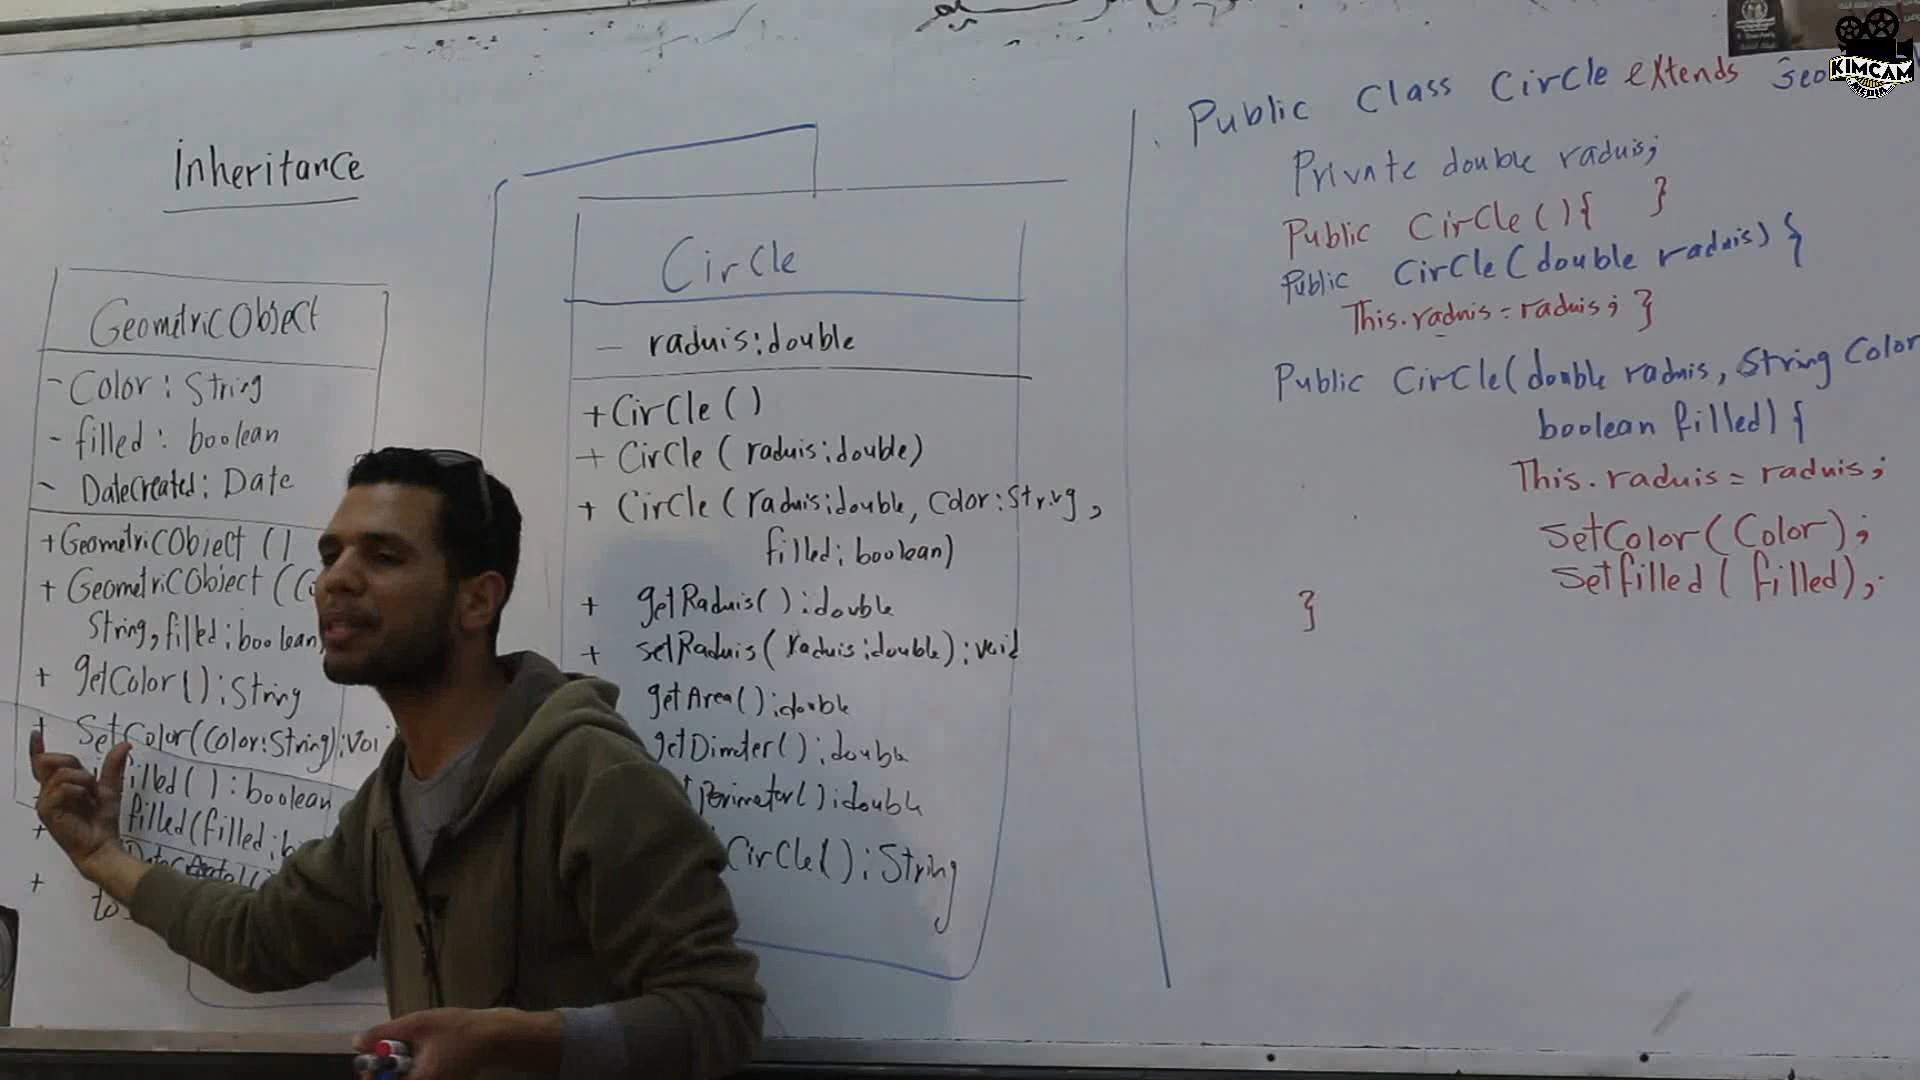 Inheritance
GeometricObject
- Color : String
- filled : boolean
- DateCreated : Date
+ GeometricObject ( )
+ GeometricObject (
String, filled : boolean
+ getColor ( ) : String
+ SetColor (Color : String) : voi
filled ( ) : boolean
filled (filled : b
+
+
Circle
- raduis : double
+ Circle ( )
+ Circle ( raduis : double)
+ Circle (raduis : double, Color : String,
filled : boolean)
+ getRaduis ( ) : double
+ setRaduis ( raduis : double) : void
getArea ( ) : double
getDimter ( ) : double
perimeter ( ) : double
Circle ( ) : String
Public Class Circle extends Geo
Private double raduis;
Public Circle ( ) { }
Public Circle (double raduis) {
This.raduis = raduis; }
Public Circle (double raduis, String Color
boolean filled) {
This.raduis = raduis;
SetColor (Color);
Setfilled ( filled);
}
KIMCAM
MEDIA